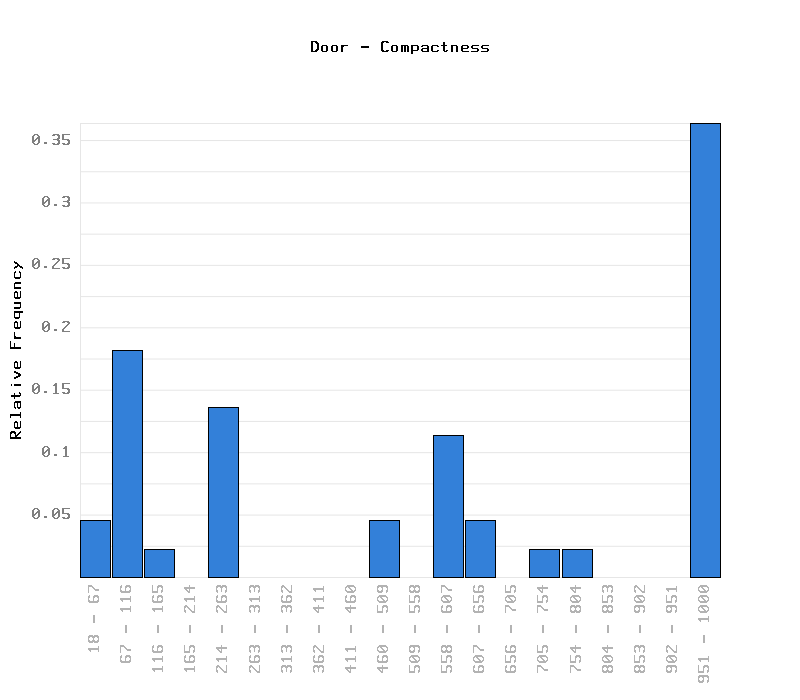 Door - Compactness
Relative Frequency
0.35
0.3
0.25
0.2
0.15
0.1
0.05
18 - 67
67 - 116
116 - 165
165 - 214
214 - 263
263 - 313
313 - 362
362 - 411
411 - 460
460 - 509
509 - 558
558 - 607
607 - 656
656 - 705
705 - 754
754 - 804
804 - 853
853 - 902
902 - 951
951 - 1000